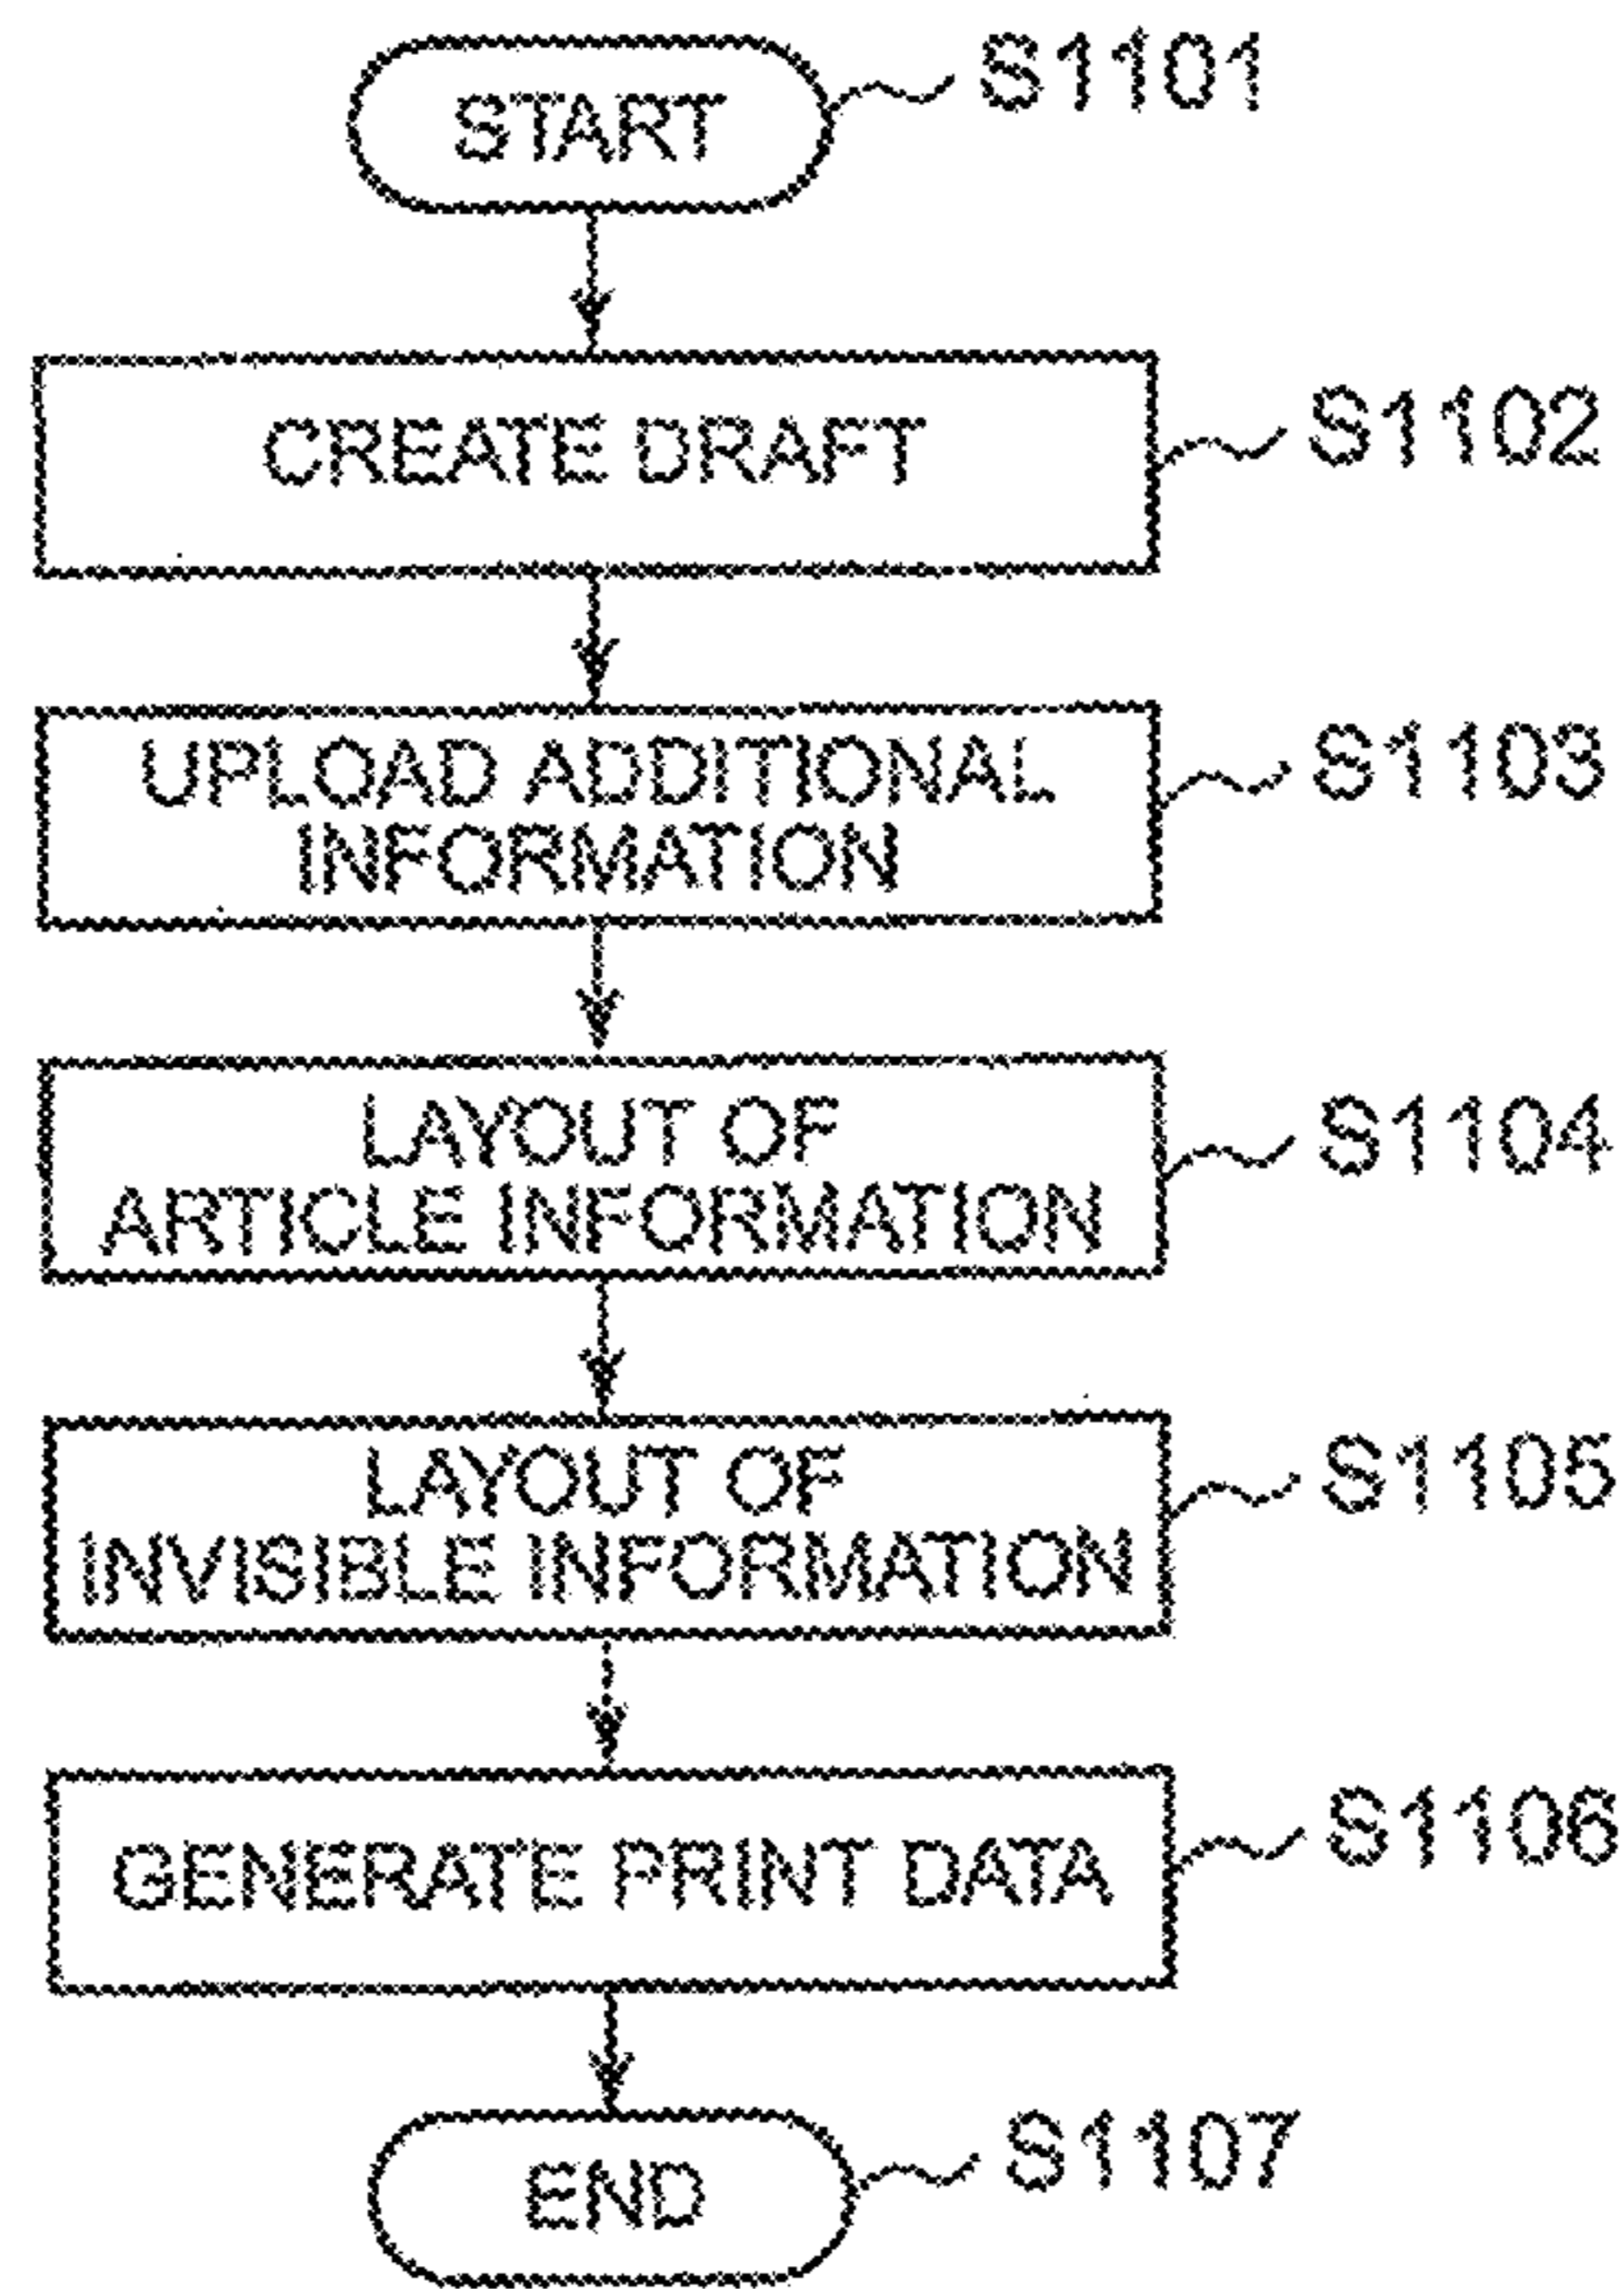 START
S1101
CREATE DRAFT
S1102
UPLOAD ADDITIONAL
INFORMATION
S1103
LAYOUT OF
ARTICLE INFORMATION
S1104
LAYOUT OF
INVISIBLE INFORMATION
S1105
GENERATE PRINT DATA
S1106
END
S1107